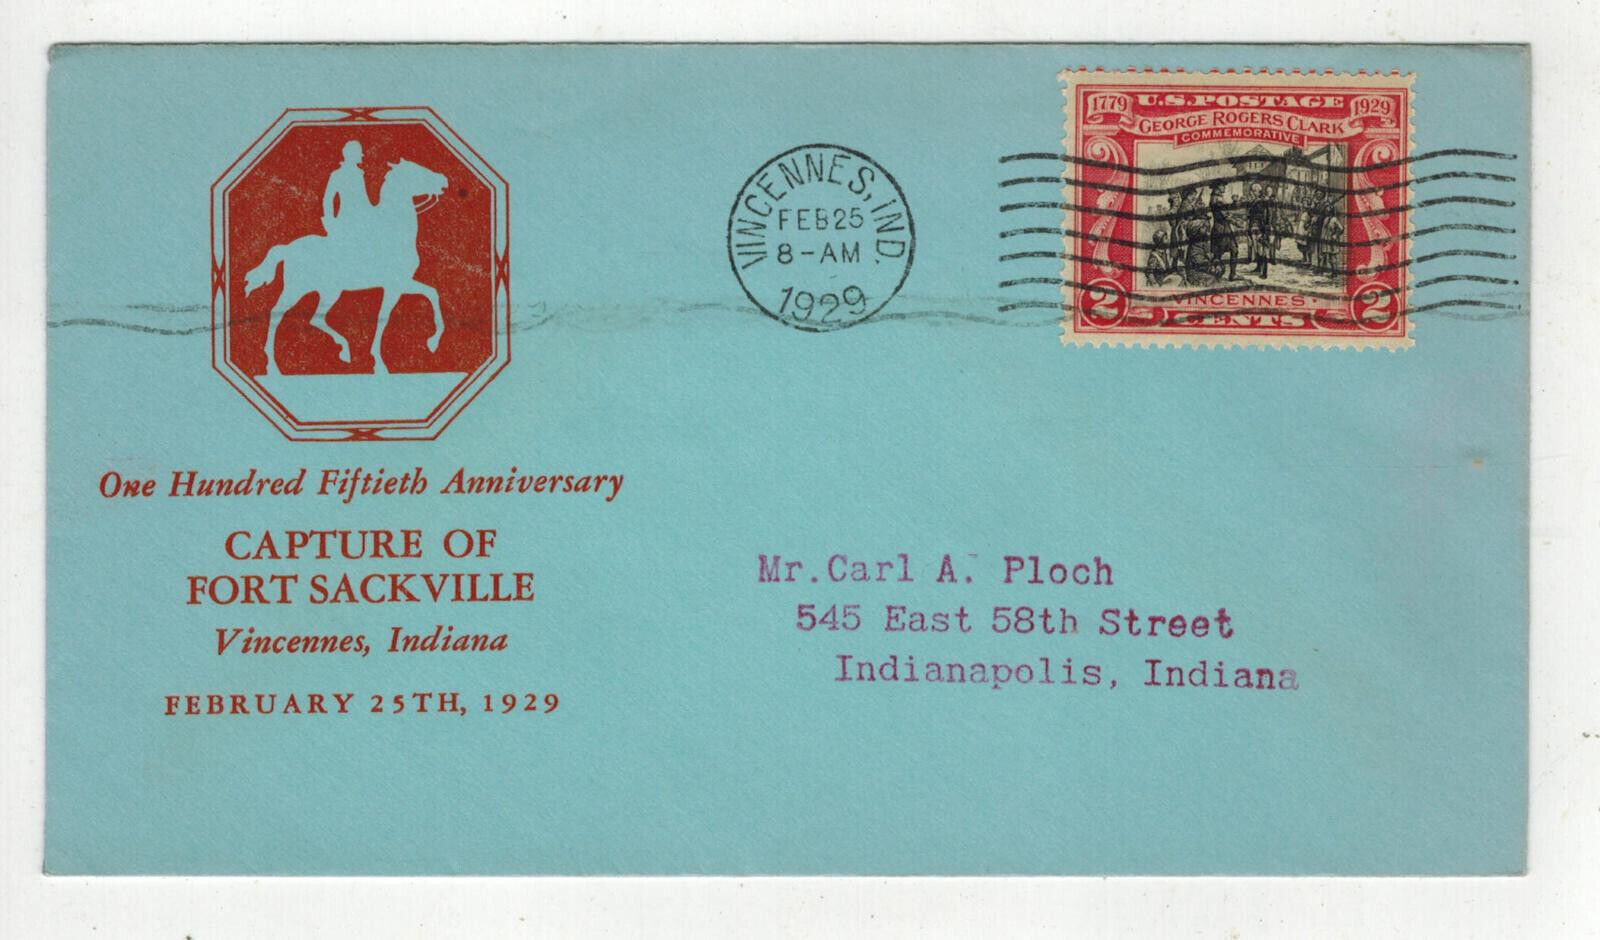 One Hundred Fiftieth Anniversary
CAPTURE OF
FORT SACKVILLE
Vincennes, Indiana
FEBRUARY 25TH, 1929
VINCENNES, IND.
FEB 25
8-AM
1929
1779 U.S. POSTAGE 1929
GEORGE ROGERS CLARK
COMMEMORATIVE
VINCENNES
2 CENTS 2
Mr. Carl A. Ploch
545 East 58th Street
Indianapolis, Indiana